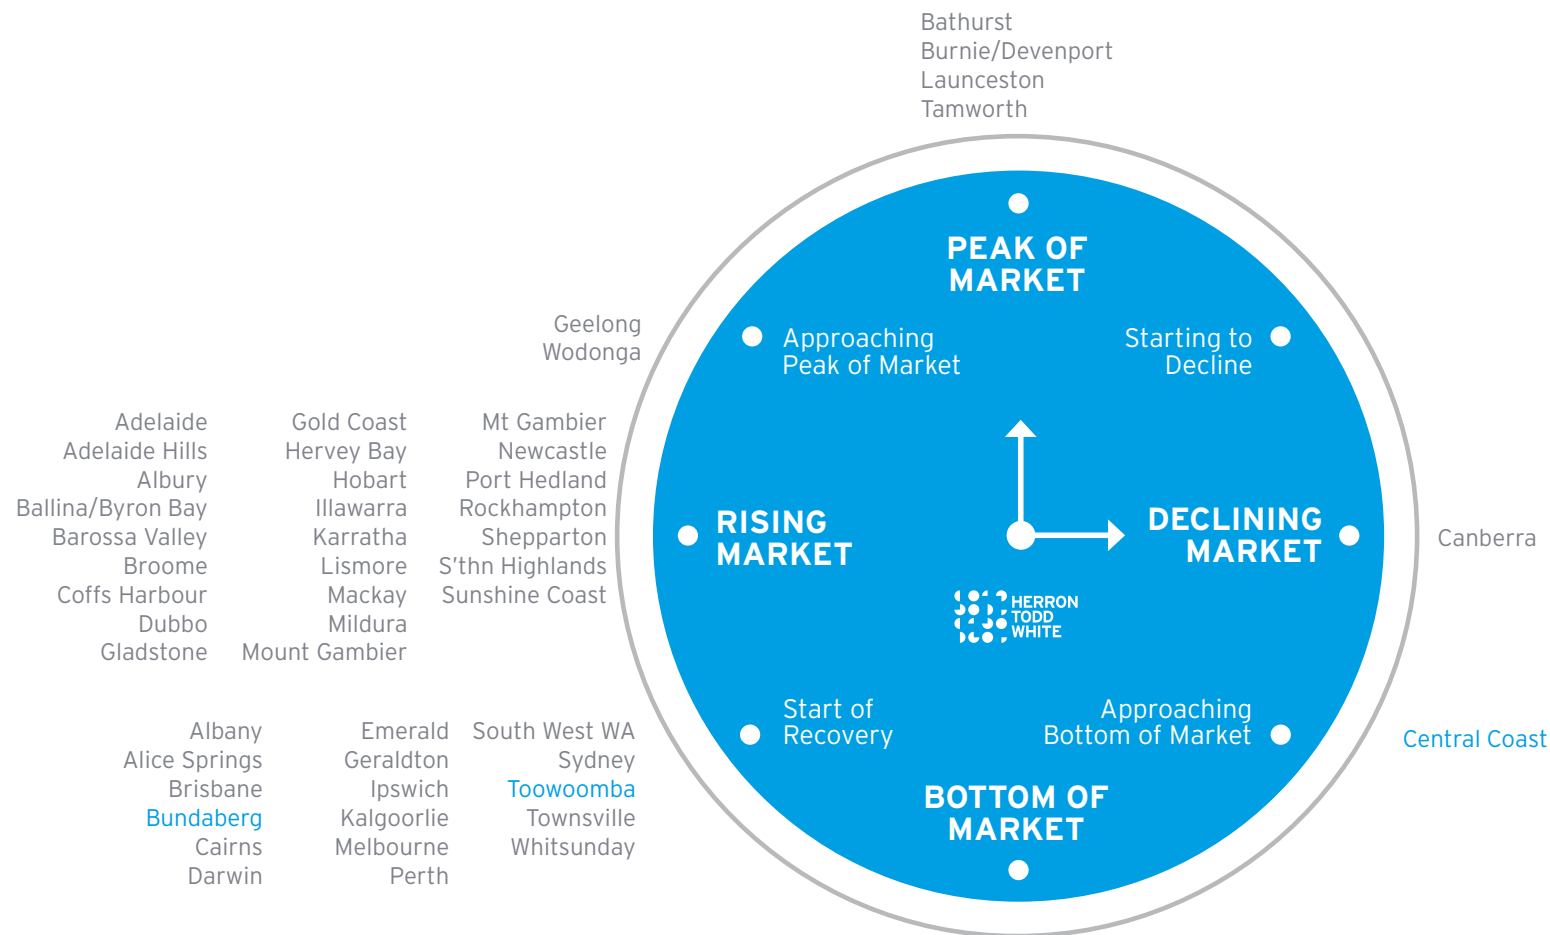 Bathurst
Burnie/Devenport
Launceston
Tamworth
PEAK OF
MARKET
Geelong
Wodonga
Approaching
Peak of Market
Starting to
Decline
Adelaide
Adelaide Hills
Albury
Ballina/Byron Bay
Barossa Valley
Broome
Coffs Harbour
Dubbo
Gladstone
Gold Coast
Hervey Bay
Hobart
Illawarra
Karratha
Lismore
Mackay
Mildura
Mount Gambier
Mt Gambier
Newcastle
Port Hedland
Rockhampton
Shepparton
S'thn Highlands
Sunshine Coast
RISING
MARKET
DECLINING
MARKET
Canberra
HERRON
TODD
WHITE
Albany
Alice Springs
Brisbane
Bundaberg
Cairns
Darwin
Emerald
Geraldton
Ipswich
Kalgoorlie
Melbourne
Perth
South West WA
Sydney
Toowoomba
Townsville
Whitsunday
Start of
Recovery
Approaching
Bottom of Market
Central Coast
BOTTOM OF
MARKET